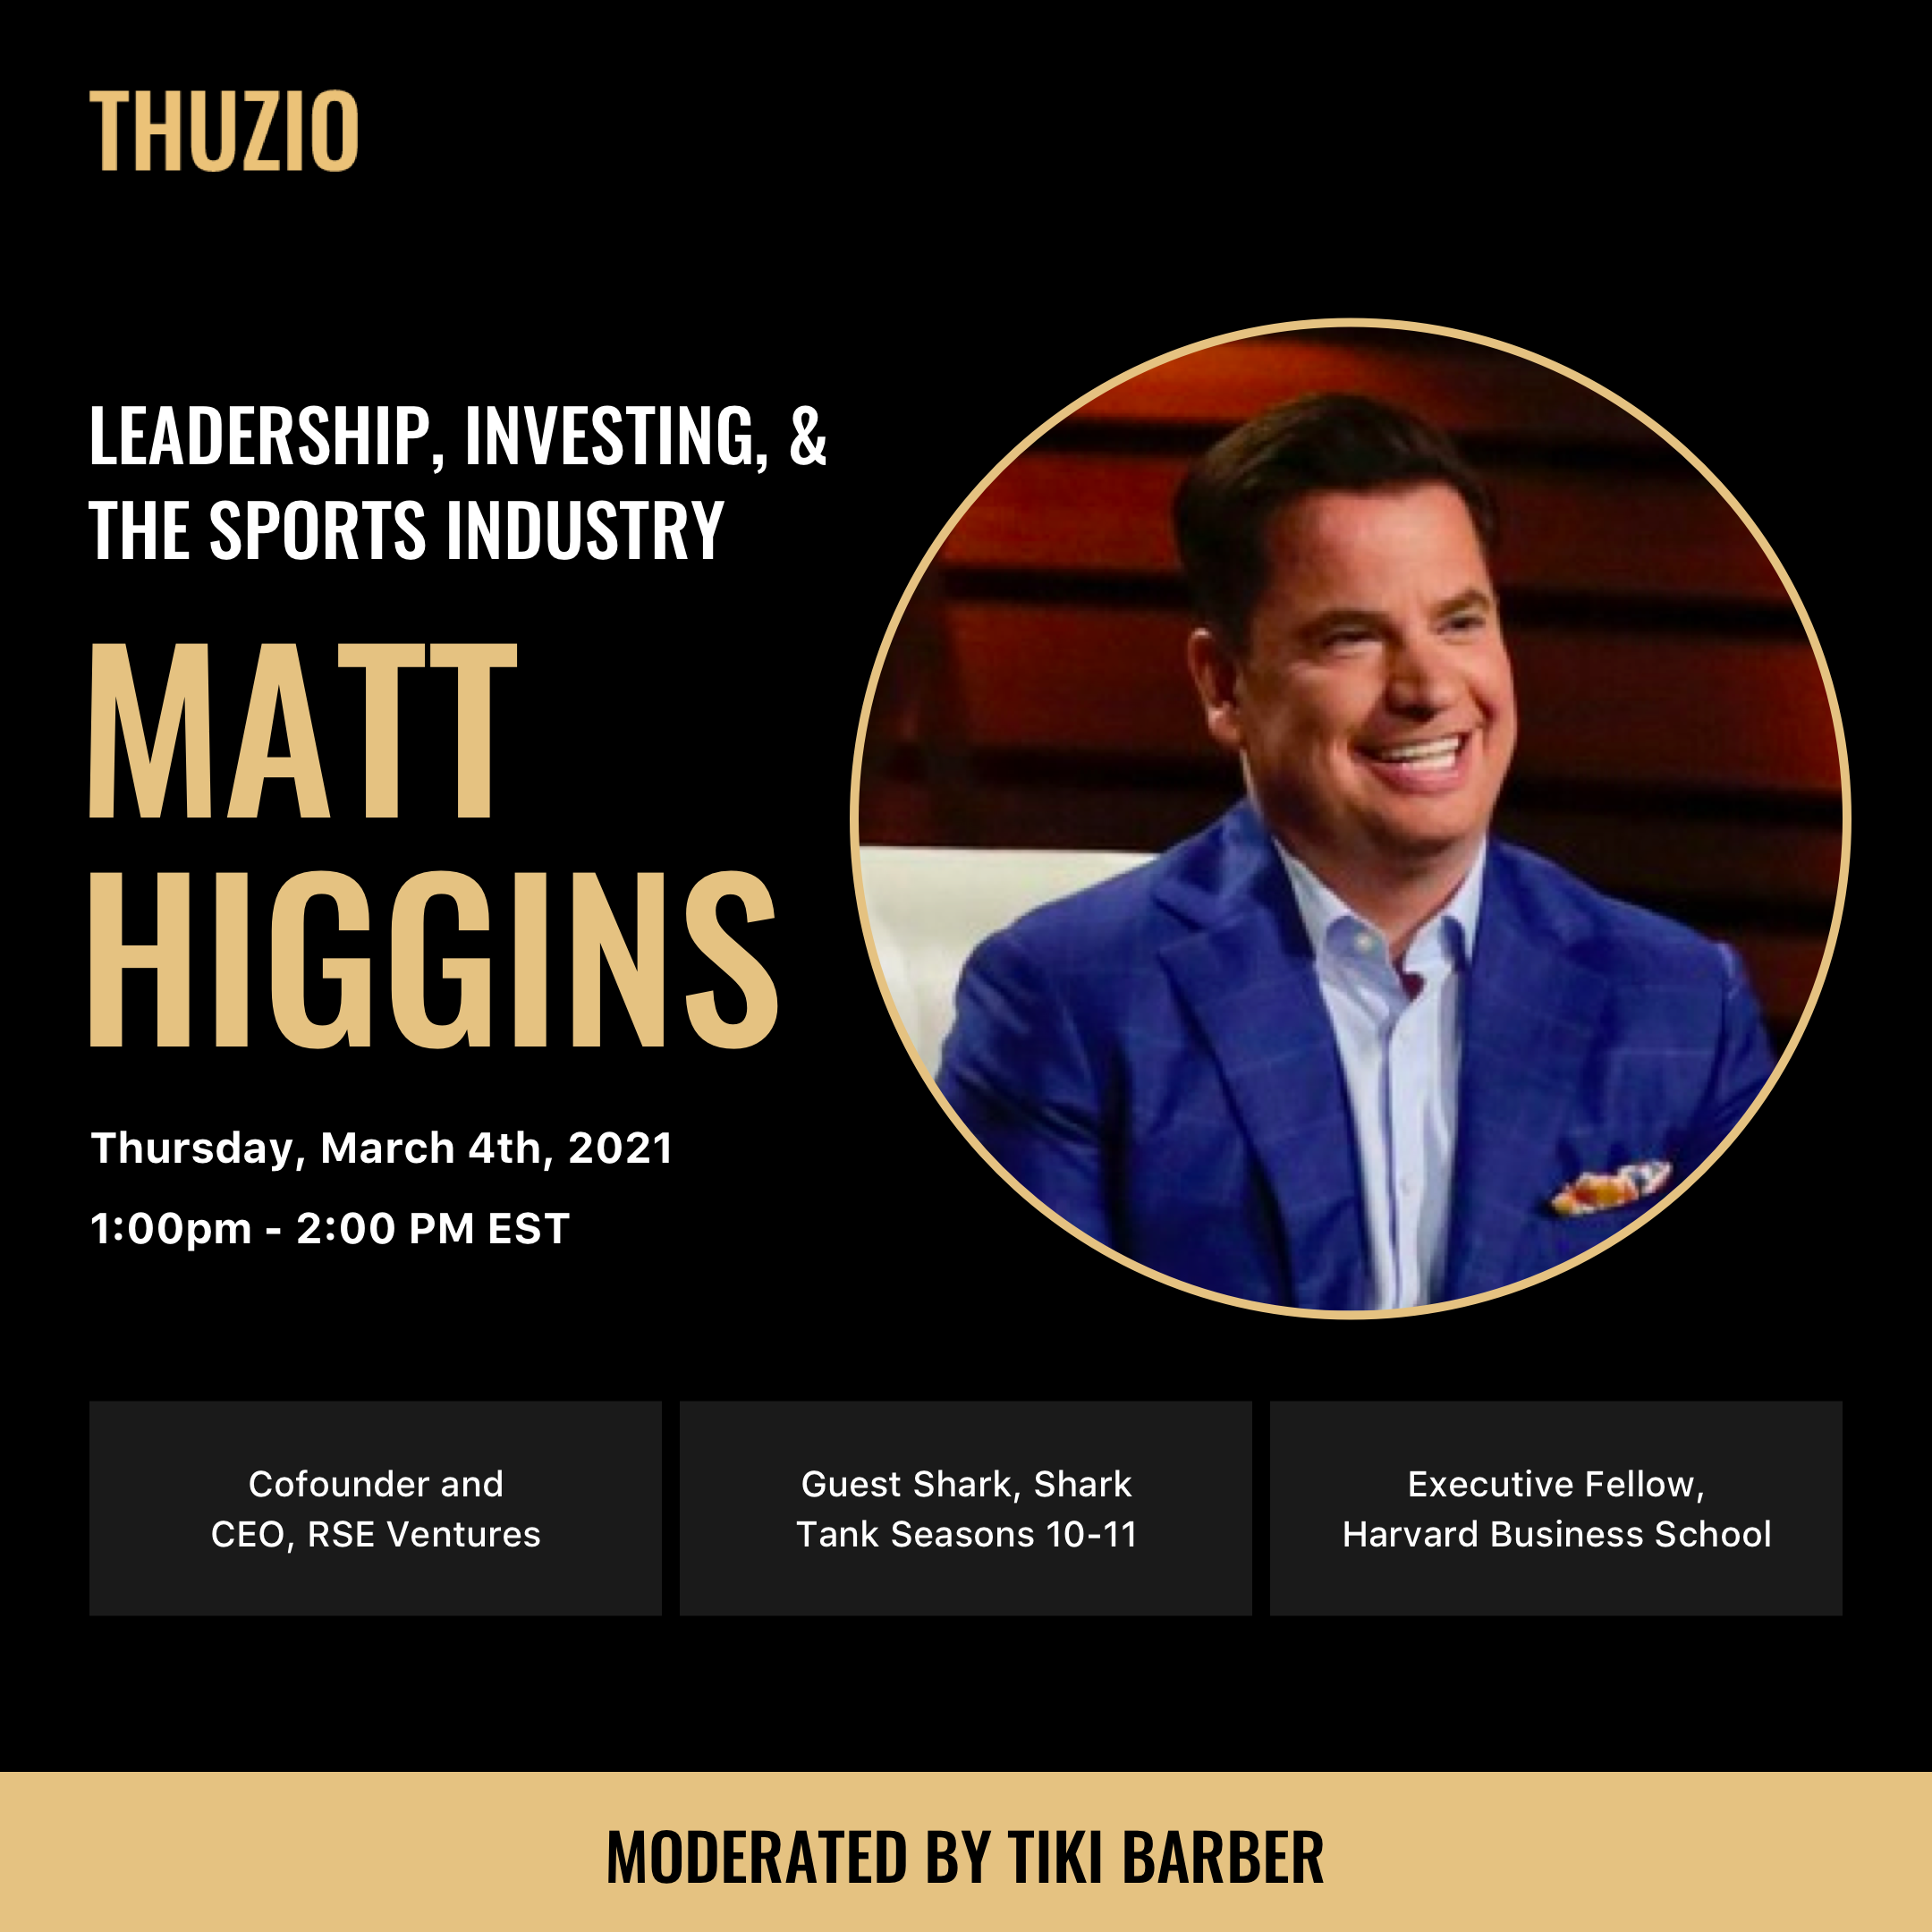 THUZIO
LEADERSHIP, INVESTING, &
THE SPORTS INDUSTRY
MATT
HIGGINS
Thursday, March 4th, 2021
1:00pm - 2:00 PM EST
Cofounder and
CEO, RSE Ventures
Guest Shark, Shark
Tank Seasons 10-11
Executive Fellow,
Harvard Business School
MODERATED BY TIKI BARBER